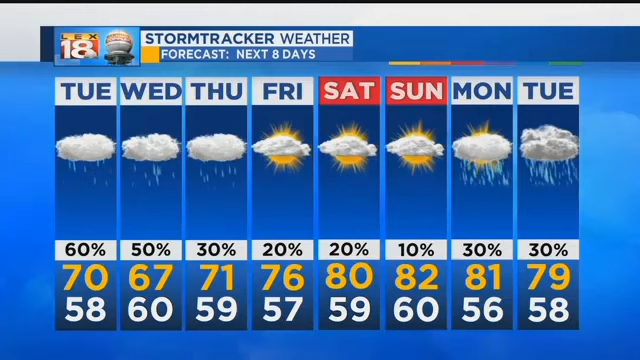 LEX
18
STORMTRACKER WEATHER
FORECAST: NEXT 8 DAYS
TUE WED THU FRI SAT SUN MON TUE
60% 50% 30% 20% 20% 10% 30% 30%
70 67 71 76 80 82 81 79
58 60 59 57 59 60 56 58